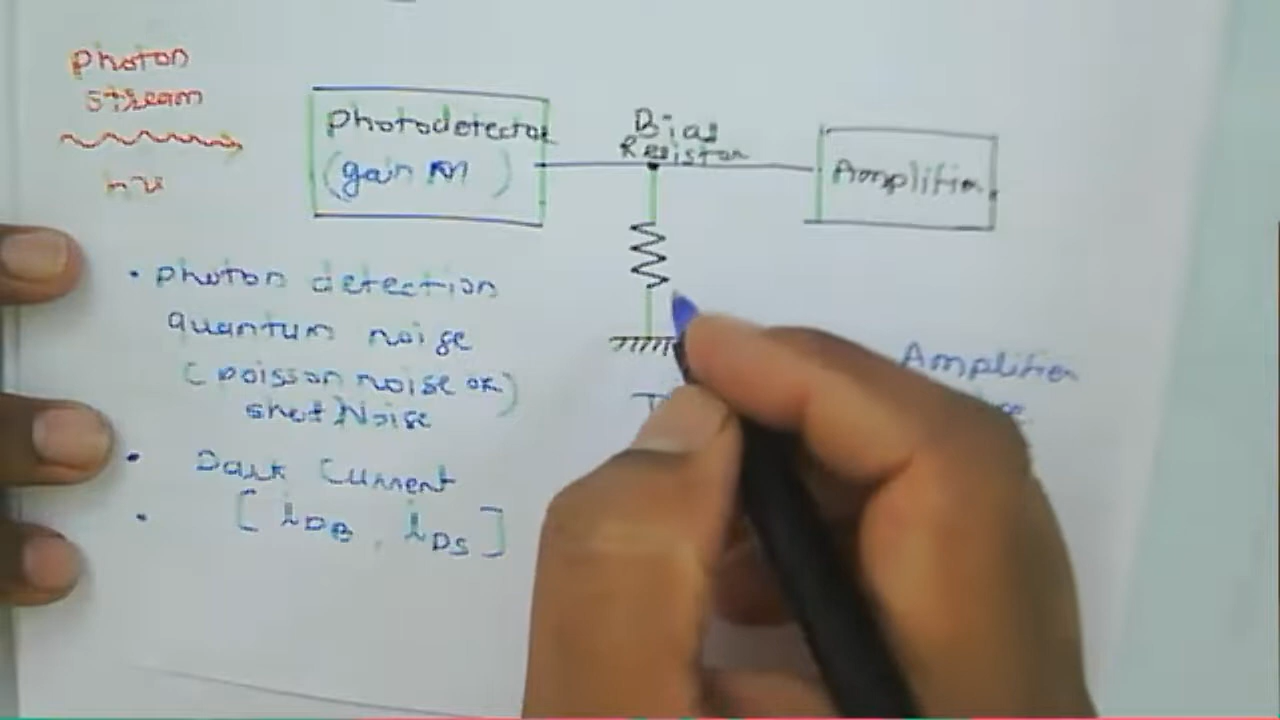 Photon
stream
hν
Photodetector
(gain M)
Bias
Resistor
Amplifier
• Photon detection
quantum noise
(Poisson noise or)
shot Noise
• Dark Current
• [iDB, iDS]
Amplifier